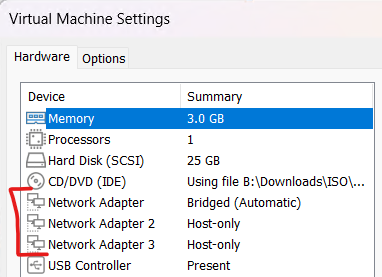 Virtual Machine Settings
Hardware Options
Device Summary
Memory 3.0 GB
Processors 1
Hard Disk (SCSI) 25 GB
CD/DVD (IDE) Using file B:\Downloads\ISO\...
Network Adapter Bridged (Automatic)
Network Adapter 2 Host-only
Network Adapter 3 Host-only
USB Controller Present